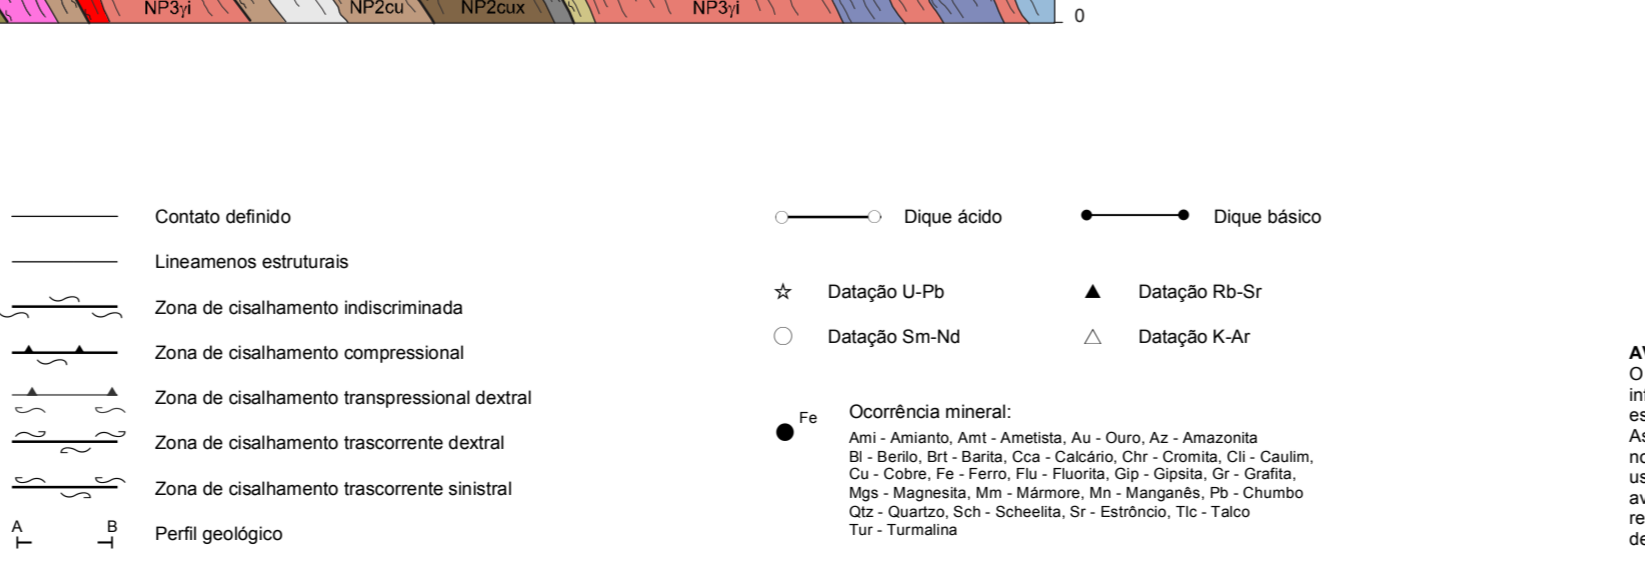 NP3γi
NP2cu
NP2cux
NP3γi
0
Contato definido
Lineamenos estruturais
Zona de cisalhamento indiscriminada
Zona de cisalhamento compressional
Zona de cisalhamento transpressional dextral
Zona de cisalhamento trascorrente dextral
Zona de cisalhamento trascorrente sinistral
A B
Perfil geológico
Dique ácido
Dique básico
Datação U-Pb
Datação Rb-Sr
Datação Sm-Nd
Datação K-Ar
Fe
Ocorrência mineral:
Ami - Amianto, Amt - Ametista, Au - Ouro, Az - Amazonita
Bl - Berilo, Brt - Barita, Cca - Calcário, Chr - Cromita, Cli - Caulim,
Cu - Cobre, Fe - Ferro, Flu - Fluorita, Gip - Gipsita, Gr - Grafita,
Mgs - Magnesita, Mm - Mármore, Mn - Manganês, Pb - Chumbo
Qtz - Quartzo, Sch - Scheelita, Sr - Estrôncio, Tlc - Talco
Tur - Turmalina
O